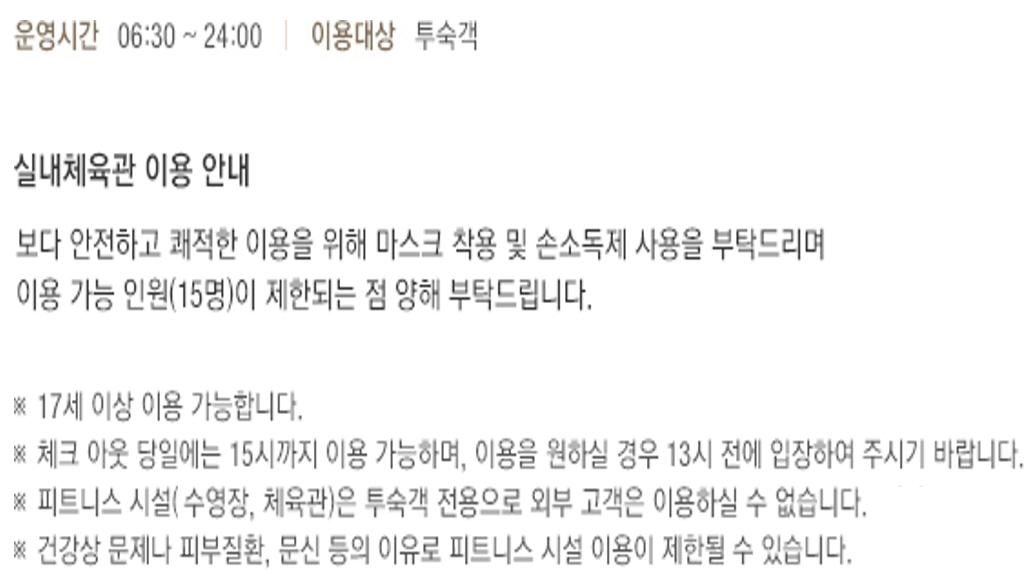 운영시간 06:30 ~ 24:00 | 이용대상 투숙객
실내체육관 이용 안내
보다 안전하고 쾌적한 이용을 위해 마스크 착용 및 손소독제 사용을 부탁드리며
이용 가능 인원(15명)이 제한되는 점 양해 부탁드립니다.
※ 17세 이상 이용 가능합니다.
※ 체크 아웃 당일에는 15시까지 이용 가능하며, 이용을 원하실 경우 13시 전에 입장하여 주시기 바랍니다.
※ 피트니스 시설( 수영장, 체육관)은 투숙객 전용으로 외부 고객은 이용하실 수 없습니다.
※ 건강상 문제나 피부질환, 문신 등의 이유로 피트니스 시설 이용이 제한될 수 있습니다.